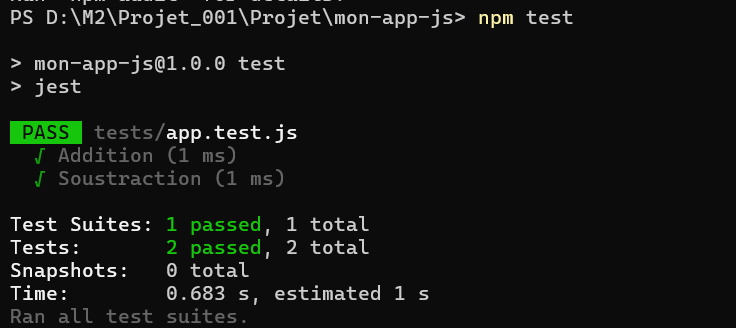 PS D:\M2\Projet_001\Projet\mon-app-js> npm test
> mon-app-js@1.0.0 test
> jest
PASS tests/app.test.js
√ Addition (1 ms)
√ Soustraction (1 ms)
Test Suites: 1 passed, 1 total
Tests: 2 passed, 2 total
Snapshots: 0 total
Time: 0.683 s, estimated 1 s
Ran all test suites.